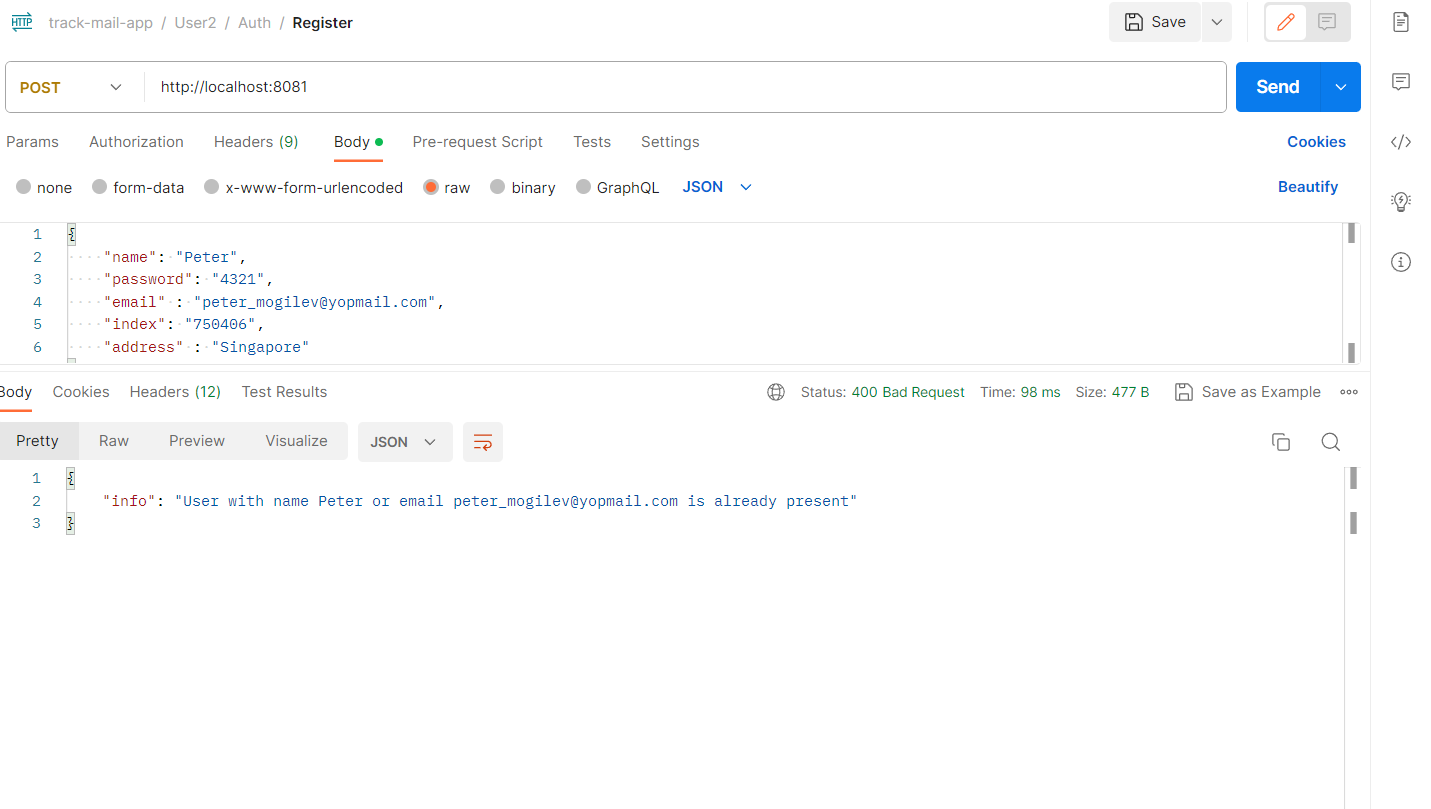 HTTP track-mail-app / User2 / Auth / Register Save
POST http://localhost:8081 Send
Params Authorization Headers (9) Body Pre-request Script Tests Settings Cookies
none form-data x-www-form-urlencoded raw binary GraphQL JSON Beautify
1 {
2 "name": "Peter",
3 "password": "4321",
4 "email" : "peter_mogilev@yopmail.com",
5 "index": "750406",
6 "address" : "Singapore"
Body Cookies Headers (12) Test Results Status: 400 Bad Request Time: 98 ms Size: 477 B Save as Example
Pretty Raw Preview Visualize JSON
1 {
2 "info": "User with name Peter or email peter_mogilev@yopmail.com is already present"
3 }